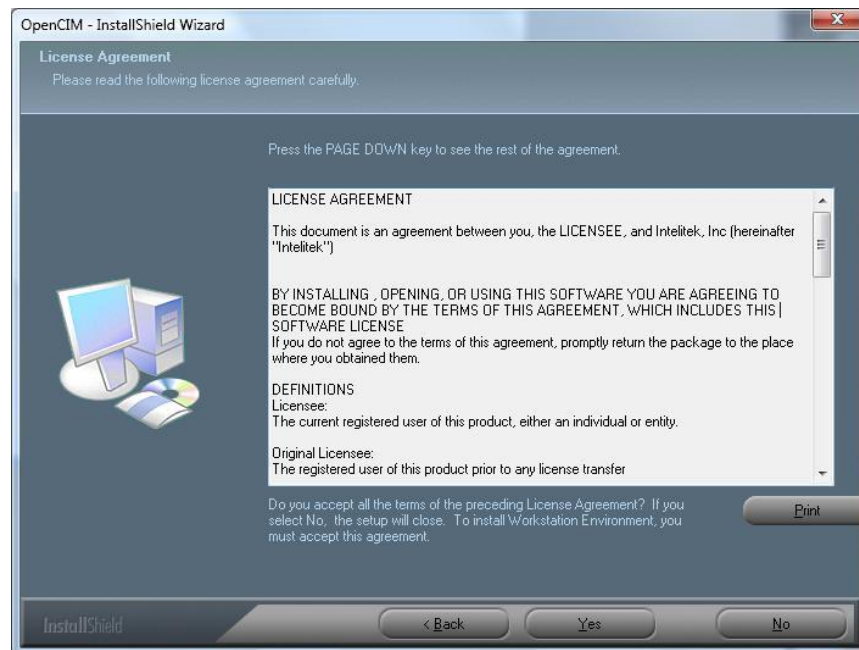 OpenCIM - InstallShield Wizard
License Agreement
Please read the following license agreement carefully.
Press the PAGE DOWN key to see the rest of the agreement.
LICENSE AGREEMENT
This document is an agreement between you, the LICENSEE, and Intelitek, Inc (hereinafter
"Intelitek")
BY INSTALLING , OPENING, OR USING THIS SOFTWARE YOU ARE AGREEING TO
BECOME BOUND BY THE TERMS OF THIS AGREEMENT, WHICH INCLUDES THIS
SOFTWARE LICENSE
If you do not agree to the terms of this agreement, promptly return the package to the place
where you obtained them.
DEFINITIONS
Licensee:
The current registered user of this product, either an individual or entity.
Original Licensee:
The registered user of this product prior to any license transfer
Do you accept all the terms of the preceding License Agreement? If you
select No, the setup will close. To install Workstation Environment, you
must accept this agreement.
Print
InstallShield
< Back
Yes
No